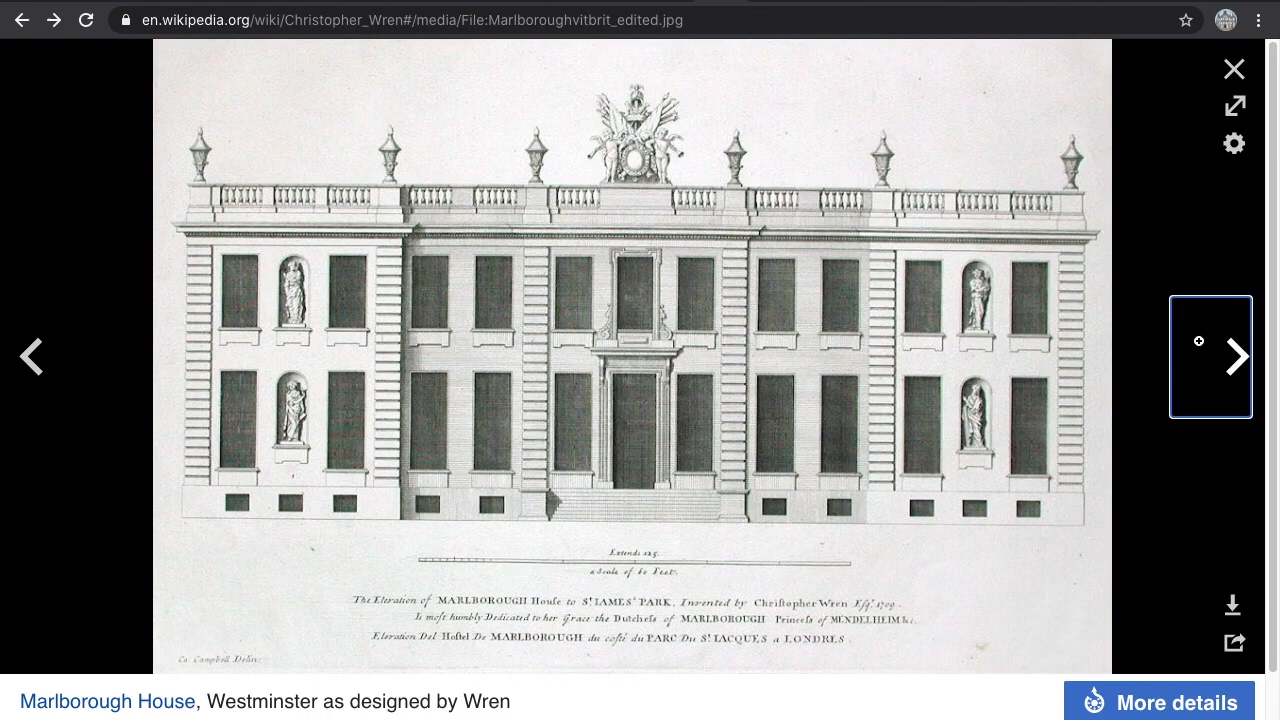 en.wikipedia.org/wiki/Christopher_Wren#/media/File:Marlboroughvitbrit_edited.jpg
Extends 125.
a Scale of 60 Feet.
The Elevation of MARLBOROUGH House to St. IAMES' PARK, Invented by Chriſtopher Wren Eſqr. 1709.
Is moſt humbly Dedicated to her Grace the Dutcheſs of MARLBOROUGH Princeſs of MENDELHEIM &c.
Elevation Del Hoſtel De MARLBOROUGH du coſté du PARC Du St. IACQUES a LONDRES.
Ca. Campbell Delin:
Marlborough House, Westminster as designed by Wren
More details